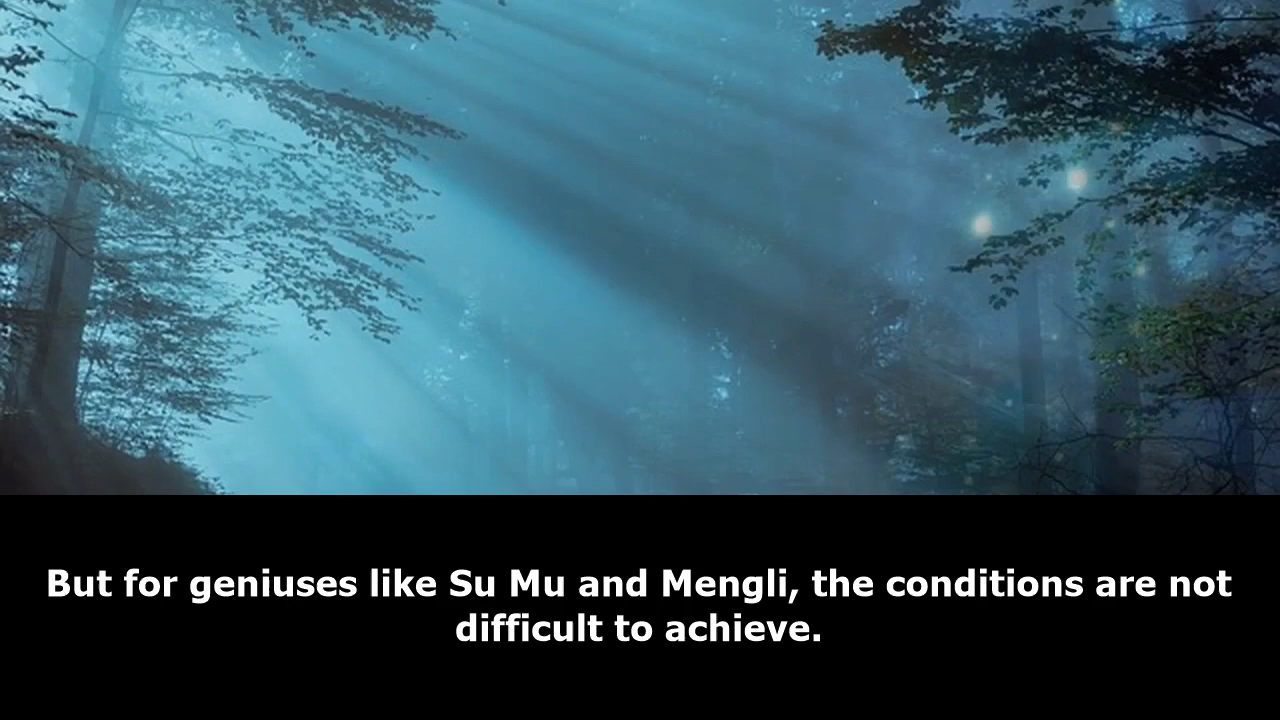 But for geniuses like Su Mu and Mengli, the conditions are not
difficult to achieve.